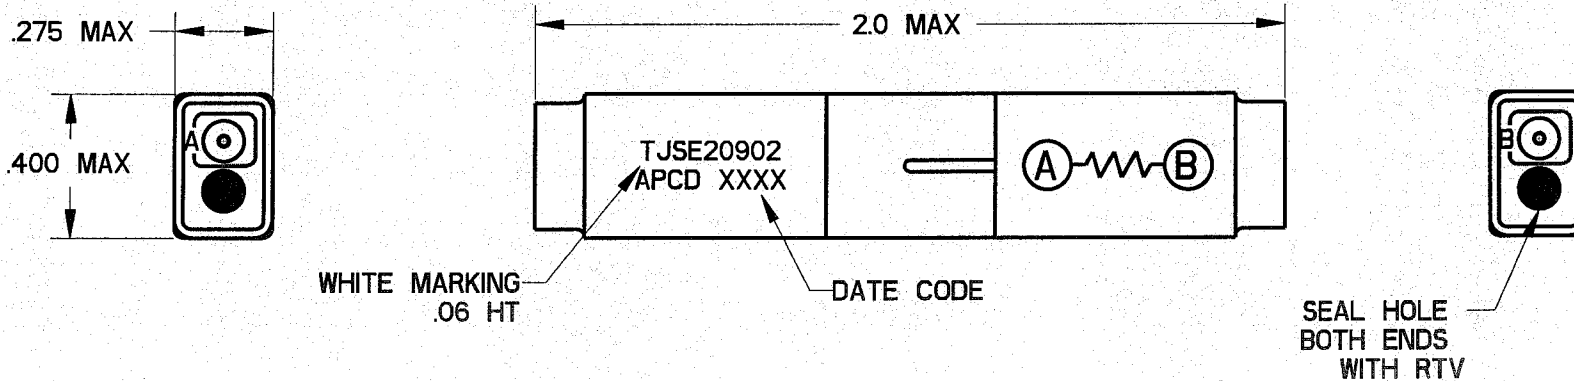 .275 MAX
2.0 MAX
.400 MAX
A
TJSE20902
APCD XXXX
A
B
B
WHITE MARKING
.06 HT
DATE CODE
SEAL HOLE
BOTH ENDS
WITH RTV